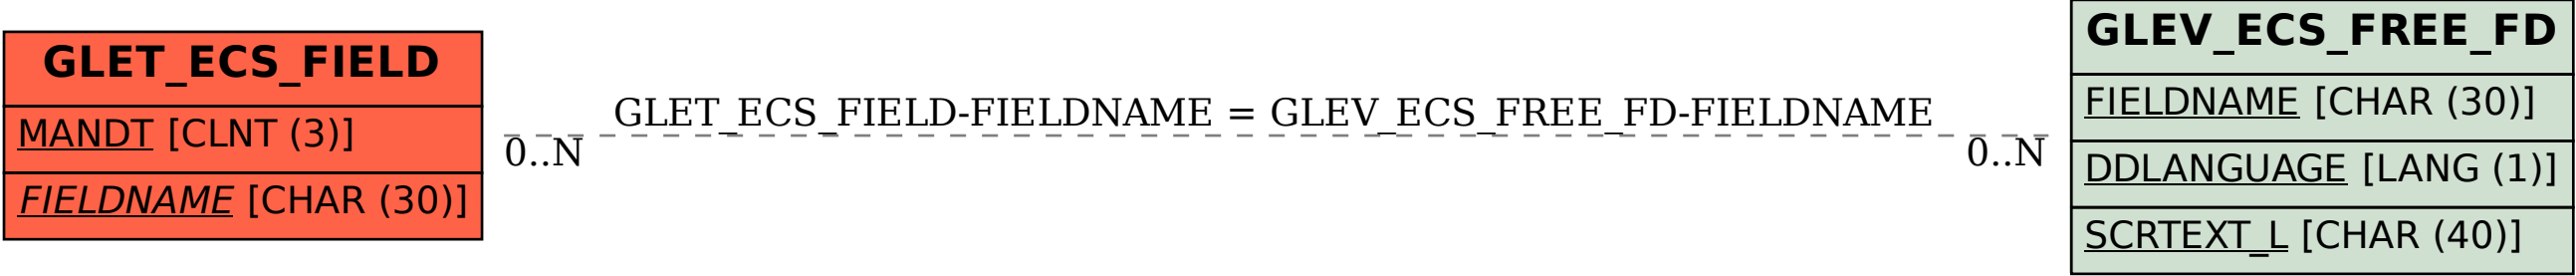 GLET_ECS_FIELD
MANDT [CLNT (3)]
FIELDNAME [CHAR (30)]
GLET_ECS_FIELD-FIELDNAME = GLEV_ECS_FREE_FD-FIELDNAME
0..N
0..N
GLEV_ECS_FREE_FD
FIELDNAME [CHAR (30)]
DDLANGUAGE [LANG (1)]
SCRTEXT_L [CHAR (40)]